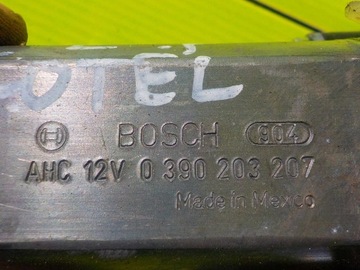 OTEL
BOSCH 904
AHC 12V 0 390 203 207
Made in Mexico